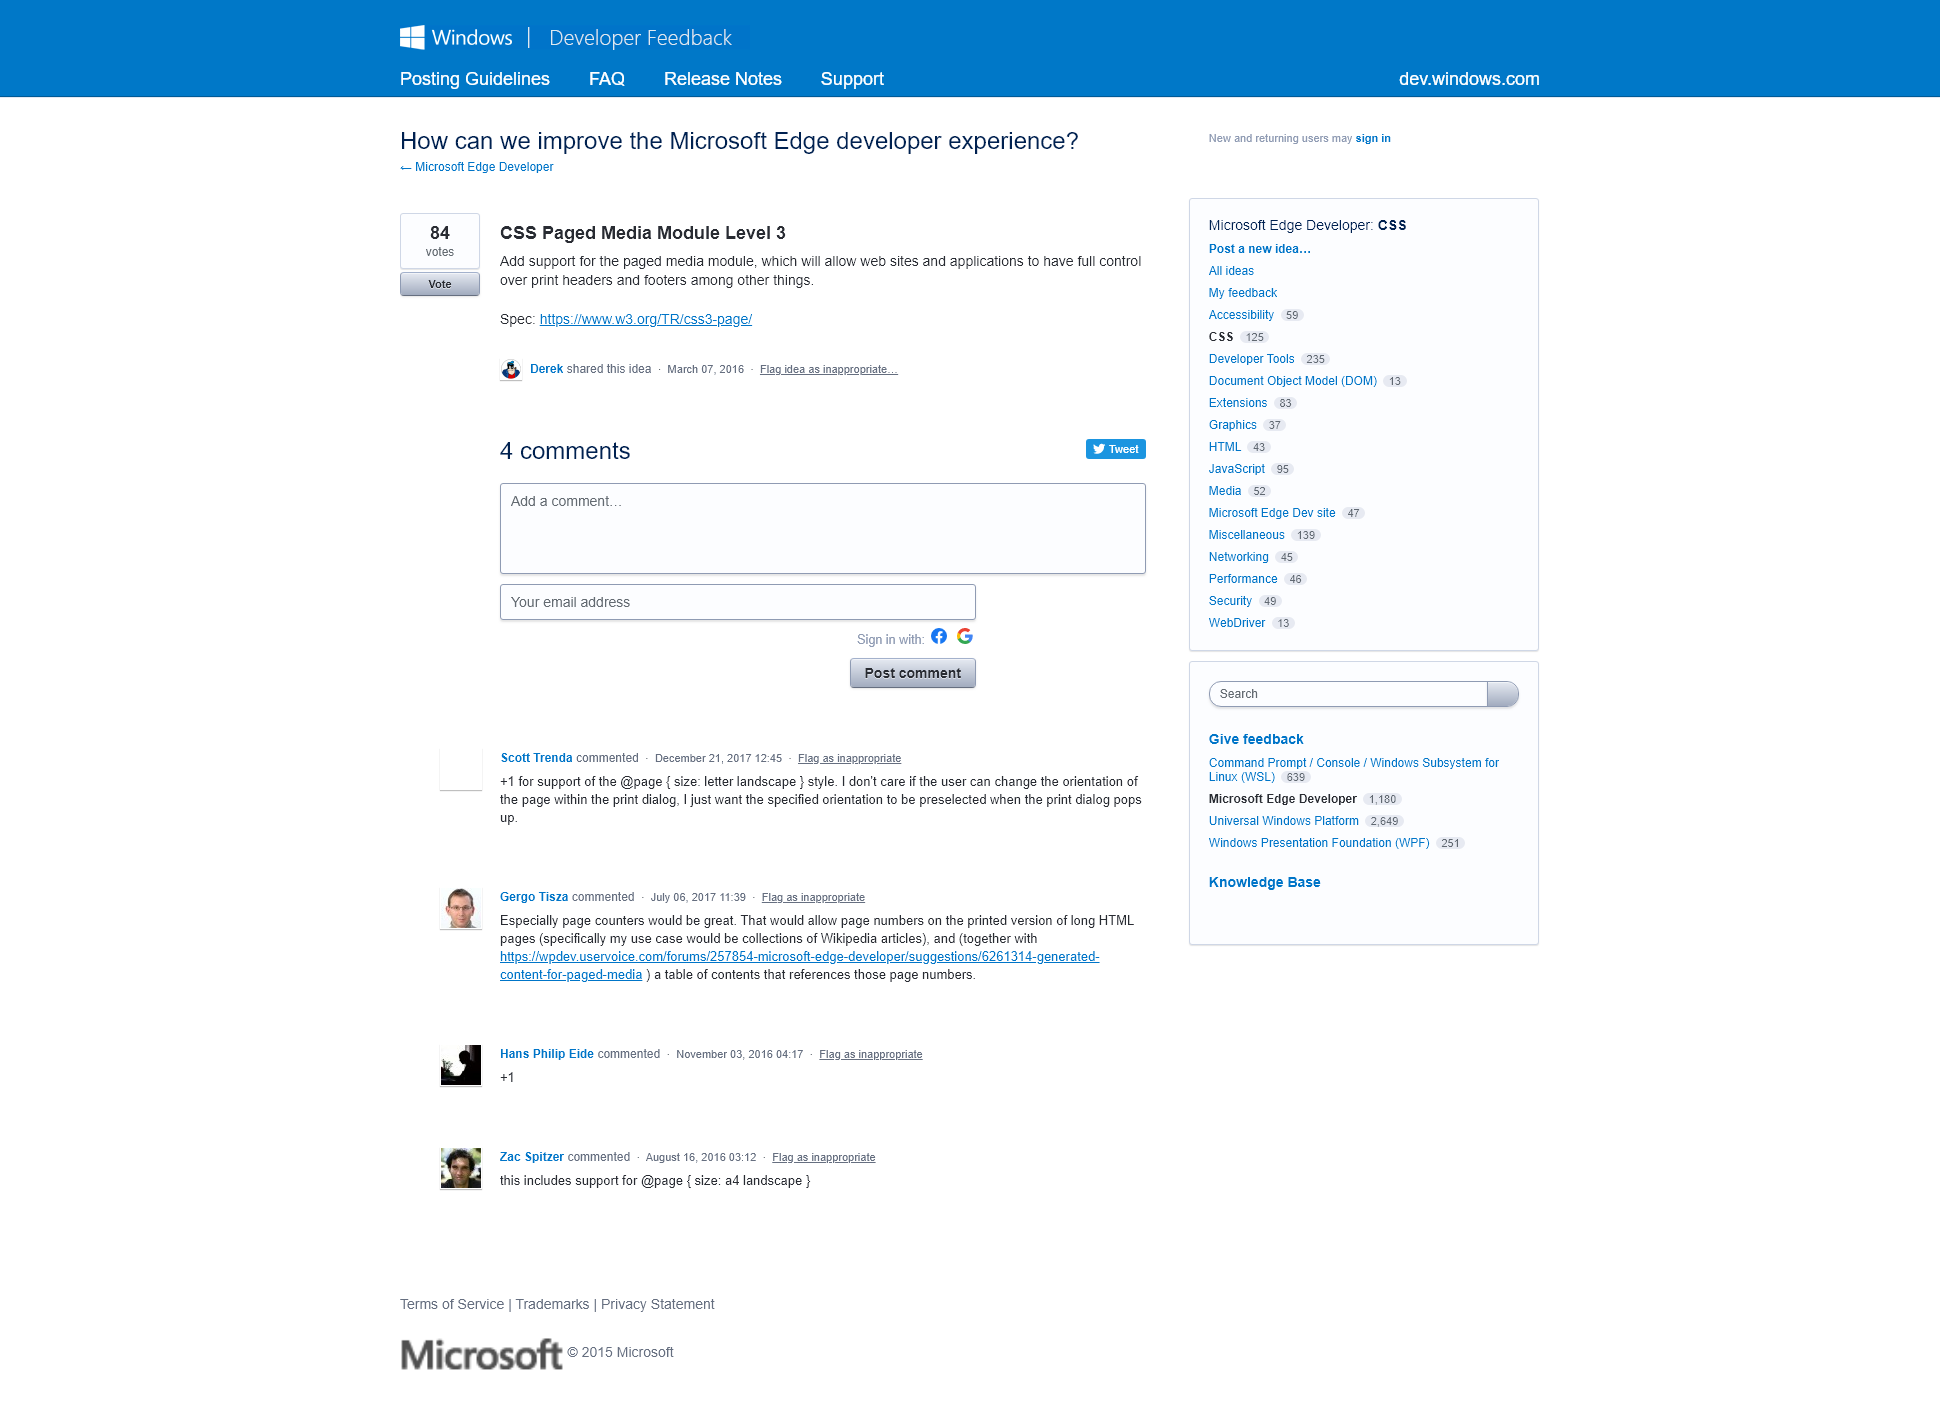 Windows | Developer Feedback
Posting Guidelines FAQ Release Notes Support dev.windows.com
How can we improve the Microsoft Edge developer experience?
← Microsoft Edge Developer
New and returning users may sign in
84
votes
Vote
CSS Paged Media Module Level 3
Add support for the paged media module, which will allow web sites and applications to have full control
over print headers and footers among other things.
Spec: https://www.w3.org/TR/css3-page/
Derek shared this idea · March 07, 2016 · Flag idea as inappropriate…
4 comments
Tweet
Add a comment…
Your email address
Sign in with:
Post comment
Scott Trenda commented · December 21, 2017 12:45 · Flag as inappropriate
+1 for support of the @page { size: letter landscape } style. I don't care if the user can change the orientation of
the page within the print dialog, I just want the specified orientation to be preselected when the print dialog pops
up.
Gergo Tisza commented · July 06, 2017 11:39 · Flag as inappropriate
Especially page counters would be great. That would allow page numbers on the printed version of long HTML
pages (specifically my use case would be collections of Wikipedia articles), and (together with
https://wpdev.uservoice.com/forums/257854-microsoft-edge-developer/suggestions/6261314-generated-
content-for-paged-media ) a table of contents that references those page numbers.
Hans Philip Eide commented · November 03, 2016 04:17 · Flag as inappropriate
+1
Zac Spitzer commented · August 16, 2016 03:12 · Flag as inappropriate
this includes support for @page { size: a4 landscape }
Microsoft Edge Developer: CSS
Post a new idea…
All ideas
My feedback
Accessibility 59
CSS 125
Developer Tools 235
Document Object Model (DOM) 13
Extensions 83
Graphics 37
HTML 43
JavaScript 95
Media 52
Microsoft Edge Dev site 47
Miscellaneous 139
Networking 45
Performance 46
Security 49
WebDriver 13
Search
Give feedback
Command Prompt / Console / Windows Subsystem for
Linux (WSL) 639
Microsoft Edge Developer 1,180
Universal Windows Platform 2,649
Windows Presentation Foundation (WPF) 251
Knowledge Base
Terms of Service | Trademarks | Privacy Statement
Microsoft © 2015 Microsoft